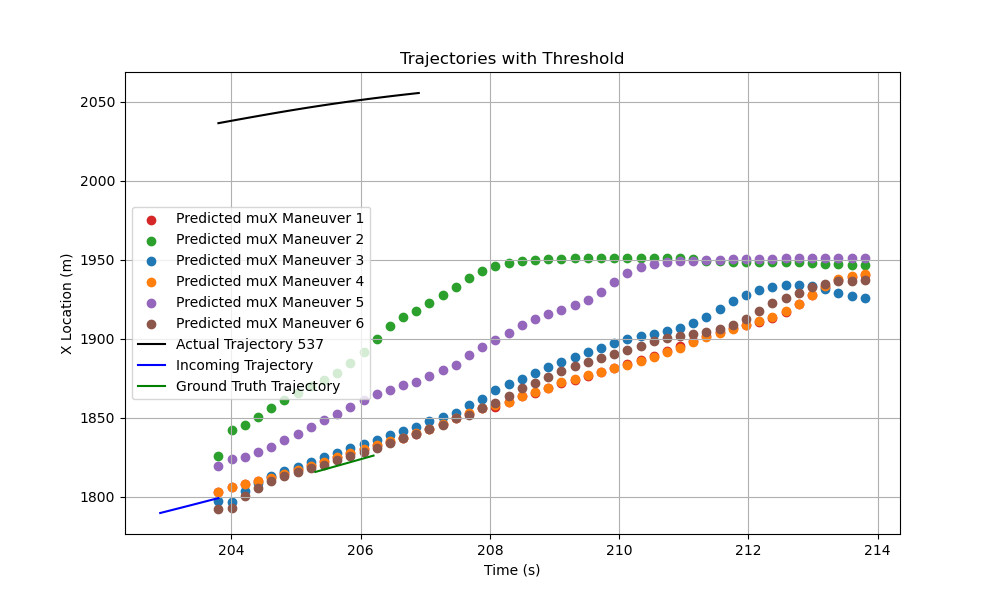 Trajectories with Threshold
X Location (m)
2050
2000
1950
1900
1850
1800
Predicted muX Maneuver 1
Predicted muX Maneuver 2
Predicted muX Maneuver 3
Predicted muX Maneuver 4
Predicted muX Maneuver 5
Predicted muX Maneuver 6
Actual Trajectory 537
Incoming Trajectory
Ground Truth Trajectory
204 206 208 210 212 214
Time (s)